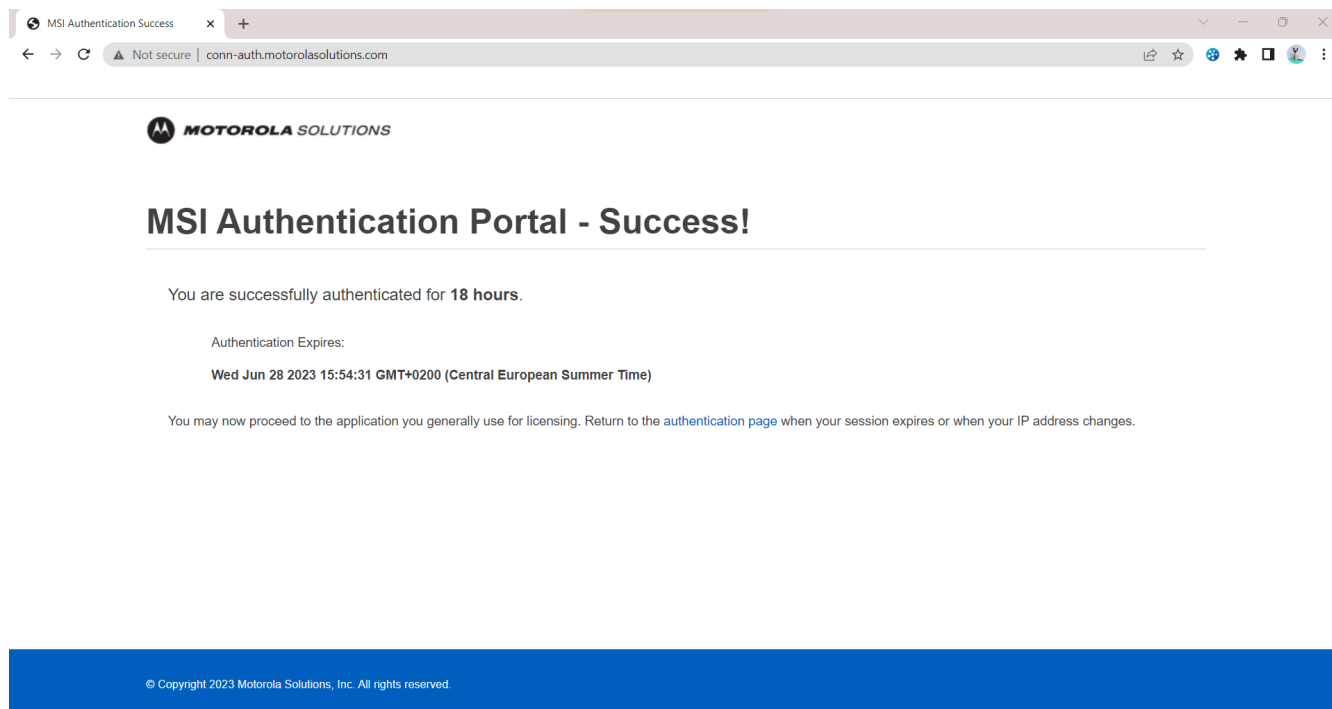 MSI Authentication Success
Not secure | conn-auth.motorolasolutions.com
MOTOROLA SOLUTIONS
MSI Authentication Portal - Success!
You are successfully authenticated for 18 hours.
Authentication Expires:
Wed Jun 28 2023 15:54:31 GMT+0200 (Central European Summer Time)
You may now proceed to the application you generally use for licensing. Return to the authentication page when your session expires or when your IP address changes.
© Copyright 2023 Motorola Solutions, Inc. All rights reserved.